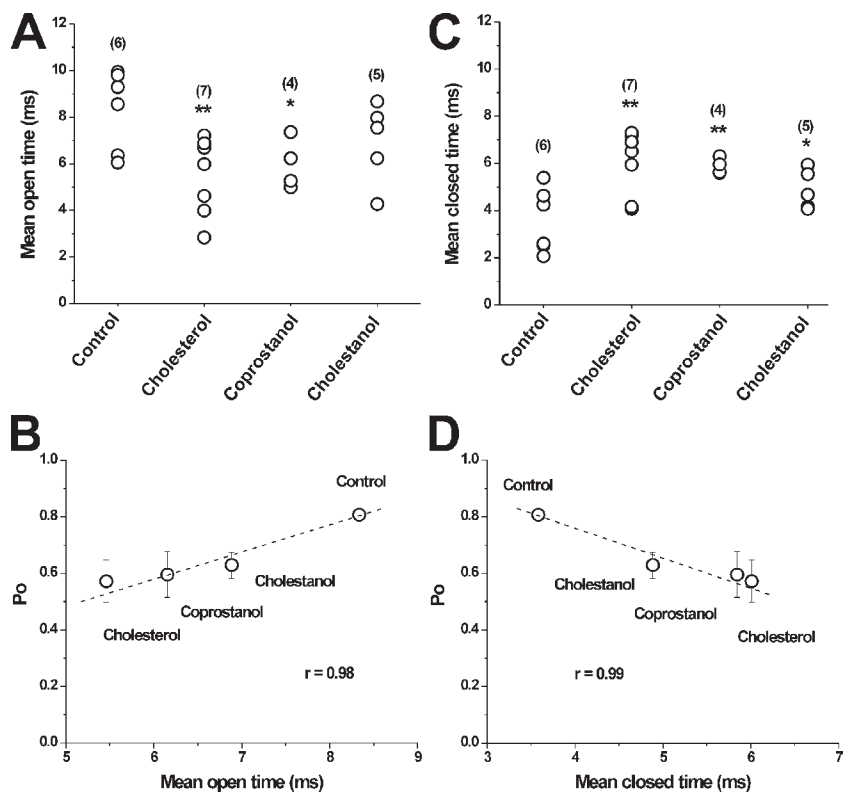 A
Mean open time (ms)
12
10
8
6
4
2
0
(6)
(7)
**
(4)
*
(5)
Control
Cholesterol
Coprostanol
Cholestanol
C
Mean closed time (ms)
12
10
8
6
4
2
0
(6)
(7)
**
(4)
**
(5)
*
Control
Cholesterol
Coprostanol
Cholestanol
B
Po
1.0
0.8
0.6
0.4
0.2
0.0
Control
Cholestanol
Coprostanol
Cholesterol
r = 0.98
5 6 7 8 9
Mean open time (ms)
D
Po
1.0
0.8
0.6
0.4
0.2
0.0
Control
Cholestanol
Coprostanol
Cholesterol
r = 0.99
3 4 5 6 7
Mean closed time (ms)